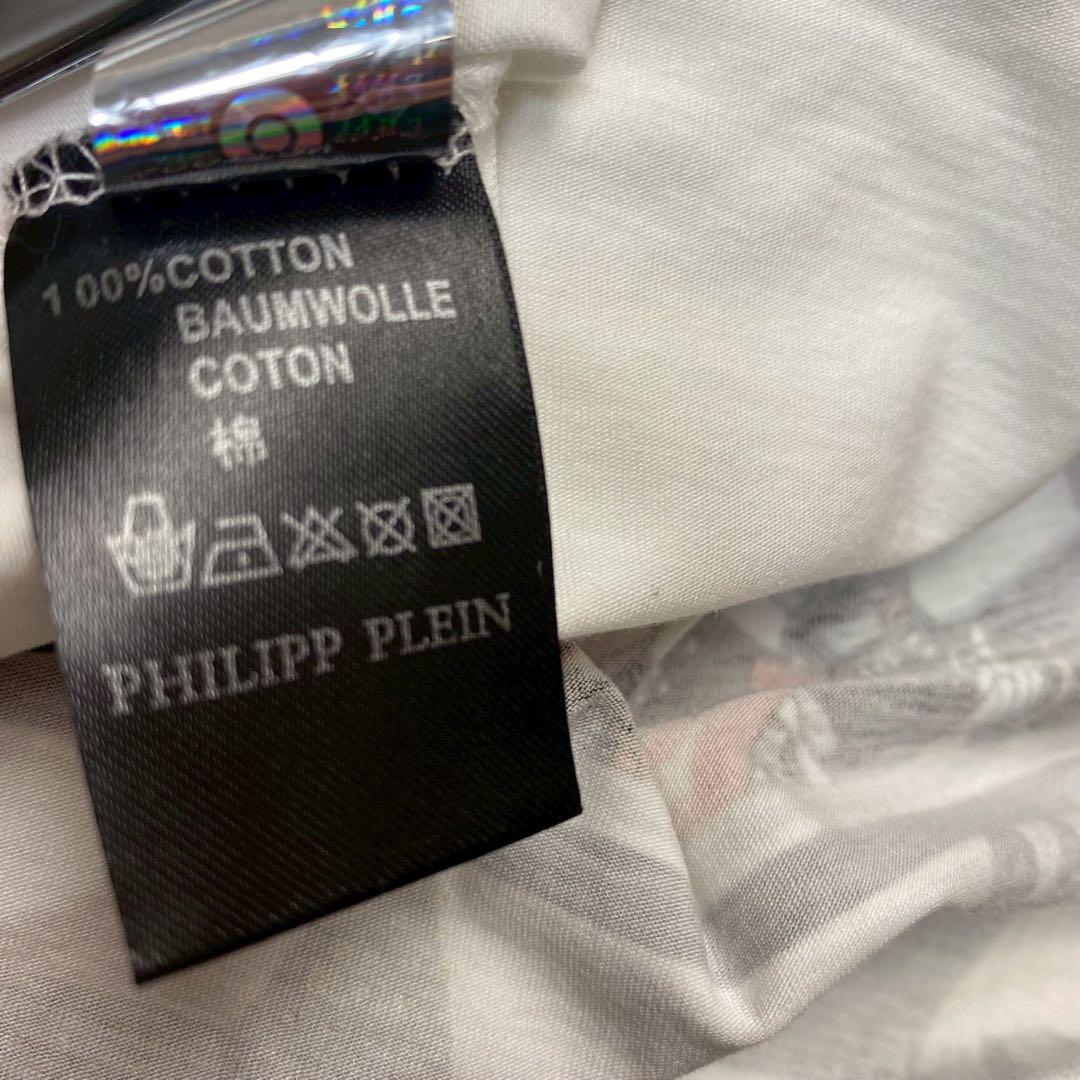 1 00%COTTON
BAUMWOLLE
COTON
棉
PHILIPP PLEIN